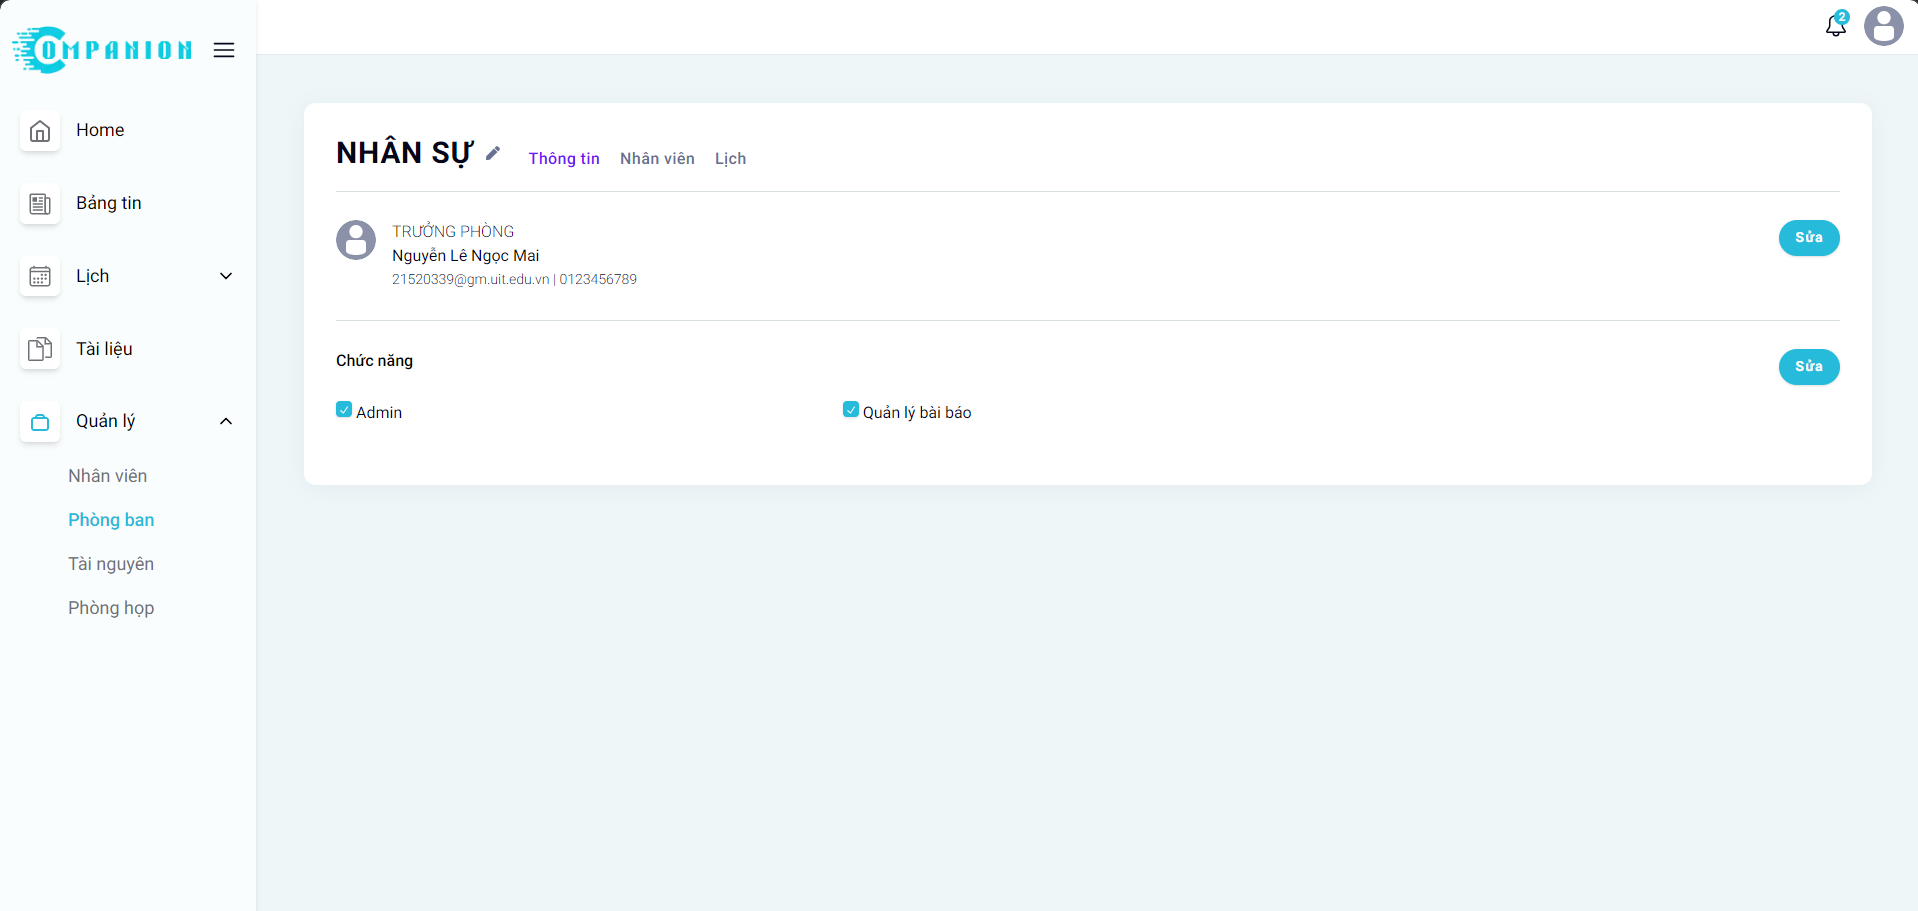 COMPANION
2
Home
Bảng tin
Lịch
Tài liệu
Quản lý
Nhân viên
Phòng ban
Tài nguyên
Phòng họp
NHÂN SỰ Thông tin Nhân viên Lịch
TRƯỞNG PHÒNG
Nguyễn Lê Ngọc Mai
21520339@gm.uit.edu.vn | 0123456789
Sửa
Chức năng
Sửa
Admin Quản lý bài báo